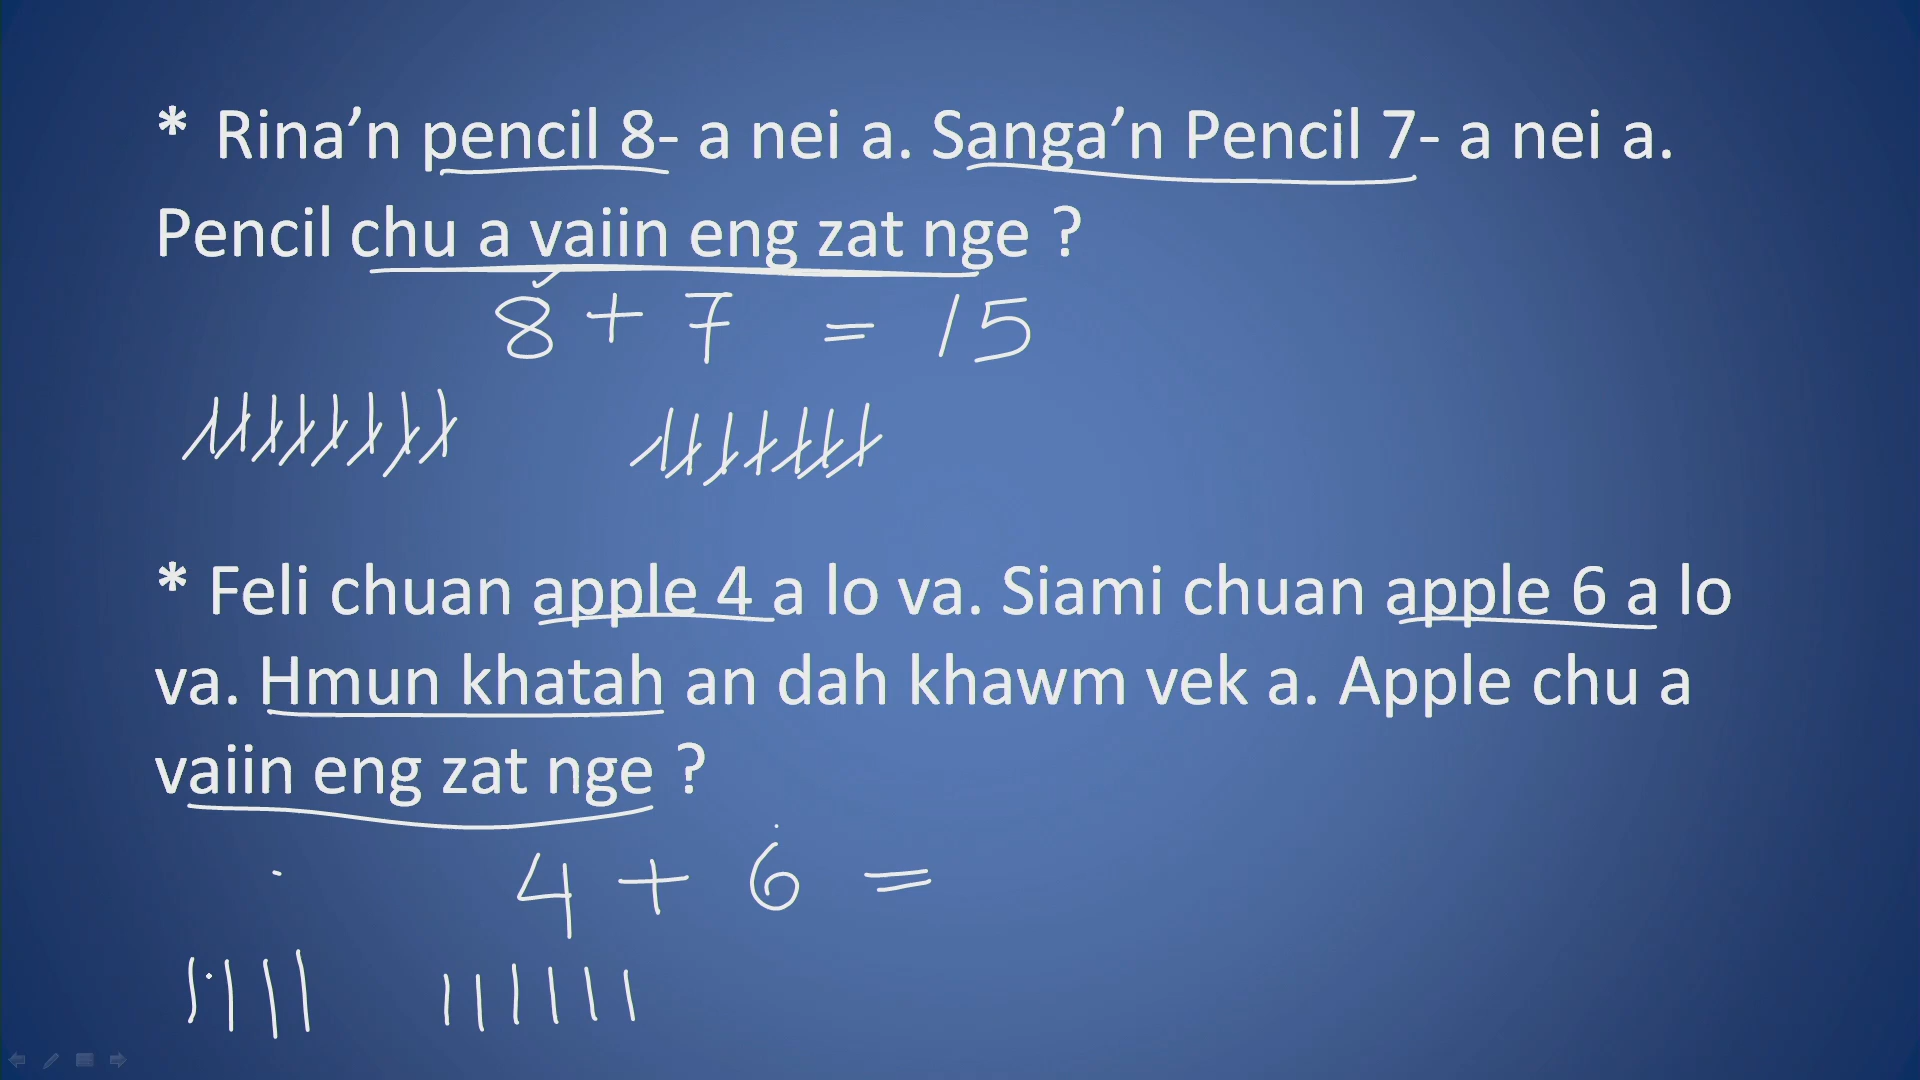 * Rina’n pencil 8- a nei a. Sanga’n Pencil 7- a nei a.
Pencil chu a vaiin eng zat nge ?
8 + 7 = 15
* Feli chuan apple 4 a lo va. Siami chuan apple 6 a lo
va. Hmun khatah an dah khawm vek a. Apple chu a
vaiin eng zat nge ?
4 + 6 =